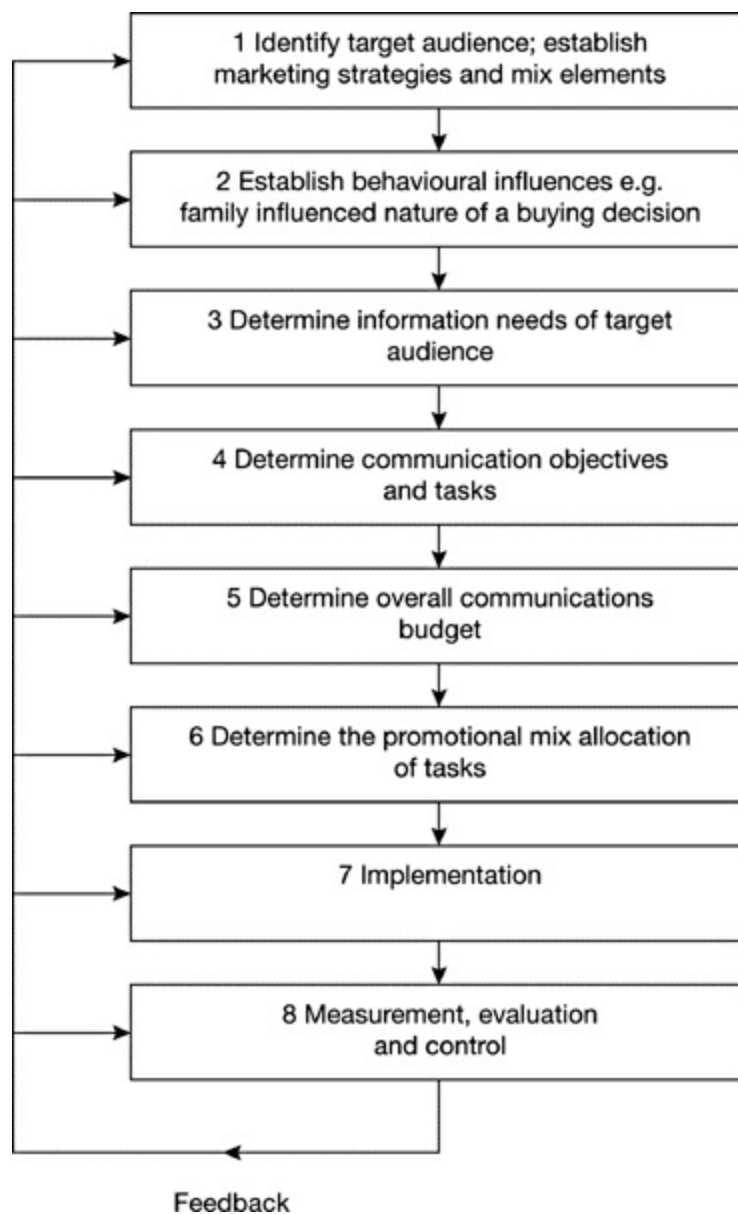 1 Identify target audience; establish
marketing strategies and mix elements
2 Establish behavioural influences e.g.
family influenced nature of a buying decision
3 Determine information needs of target
audience
4 Determine communication objectives
and tasks
5 Determine overall communications
budget
6 Determine the promotional mix allocation
of tasks
7 Implementation
8 Measurement, evaluation
and control
Feedback